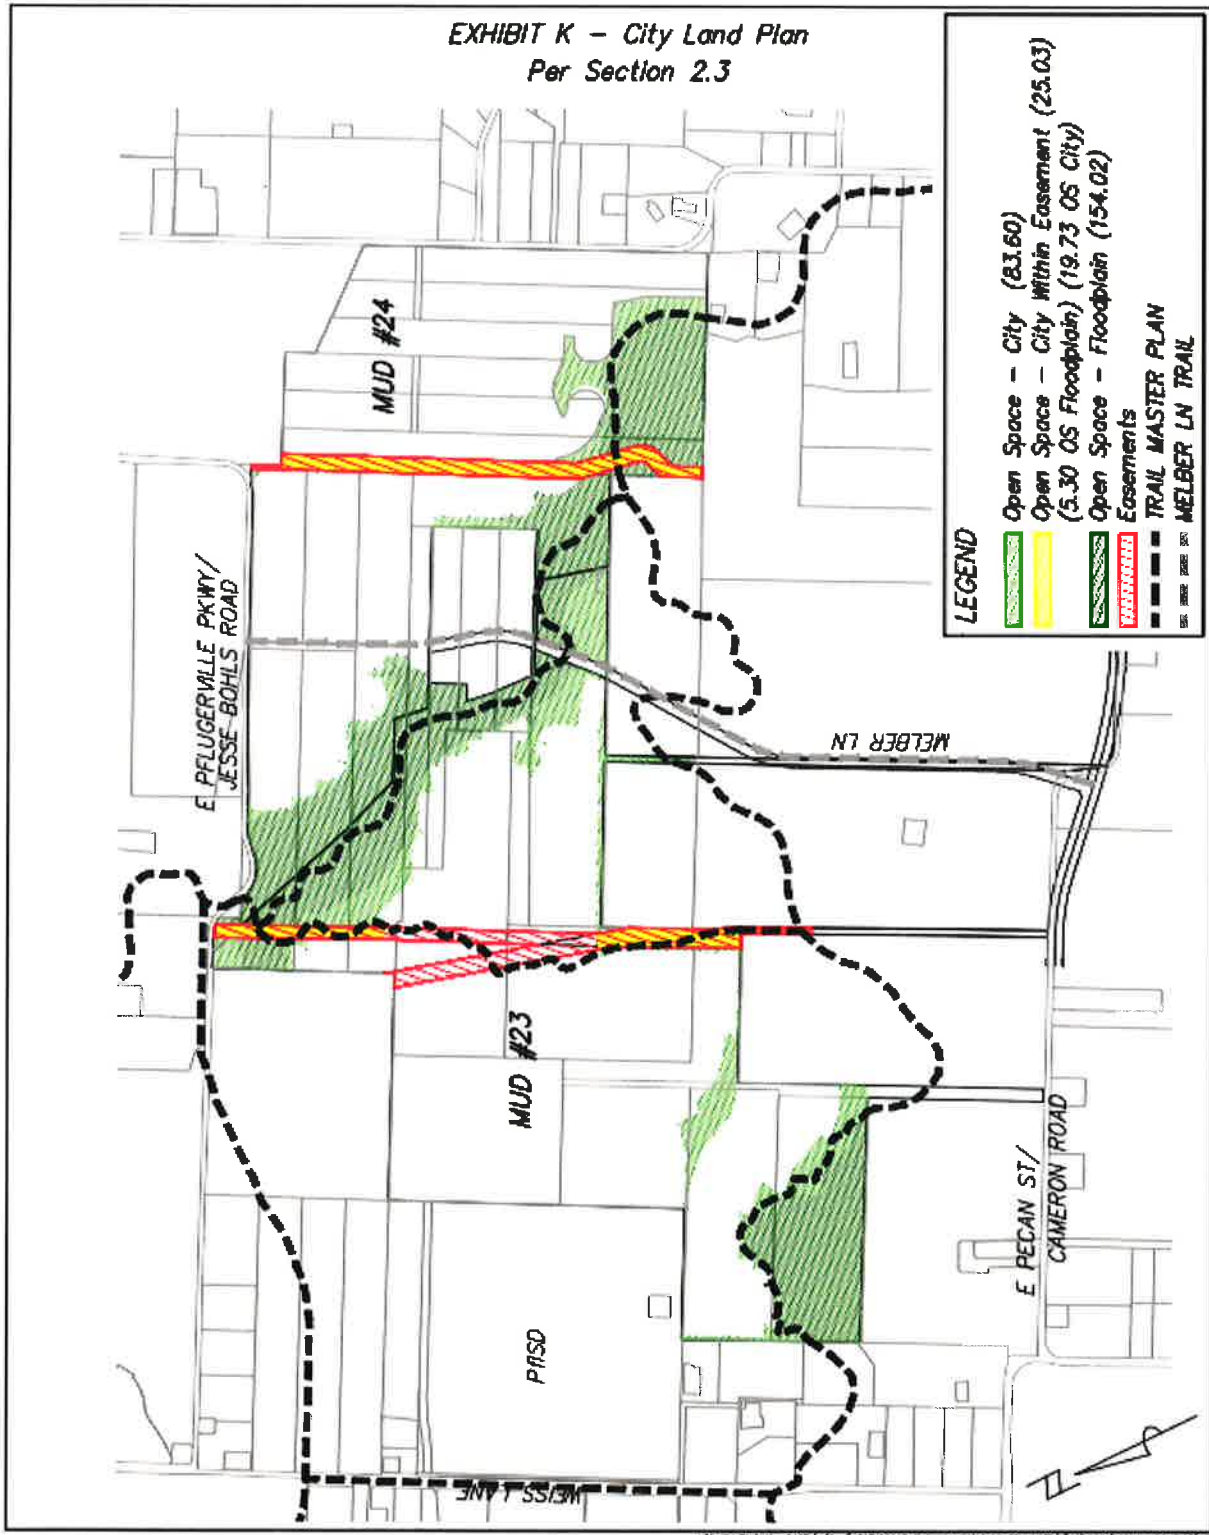 EXHIBIT K – City Land Plan
Per Section 2.3
LEGEND
Open Space – City (83.60)
Open Space – City Within Easement (25.03)
(5.30 OS Floodplain) (19.73 OS City)
Open Space – Floodplain (154.02)
Easements
TRAIL MASTER PLAN
MELBER LN TRAIL
MUD #24
E PFLUGERVILLE PKWY/
JESSE BOHLS ROAD
MELBER LN
MUD #23
E PECAN ST/
CAMERON ROAD
PfISD
WEISS LANE
N